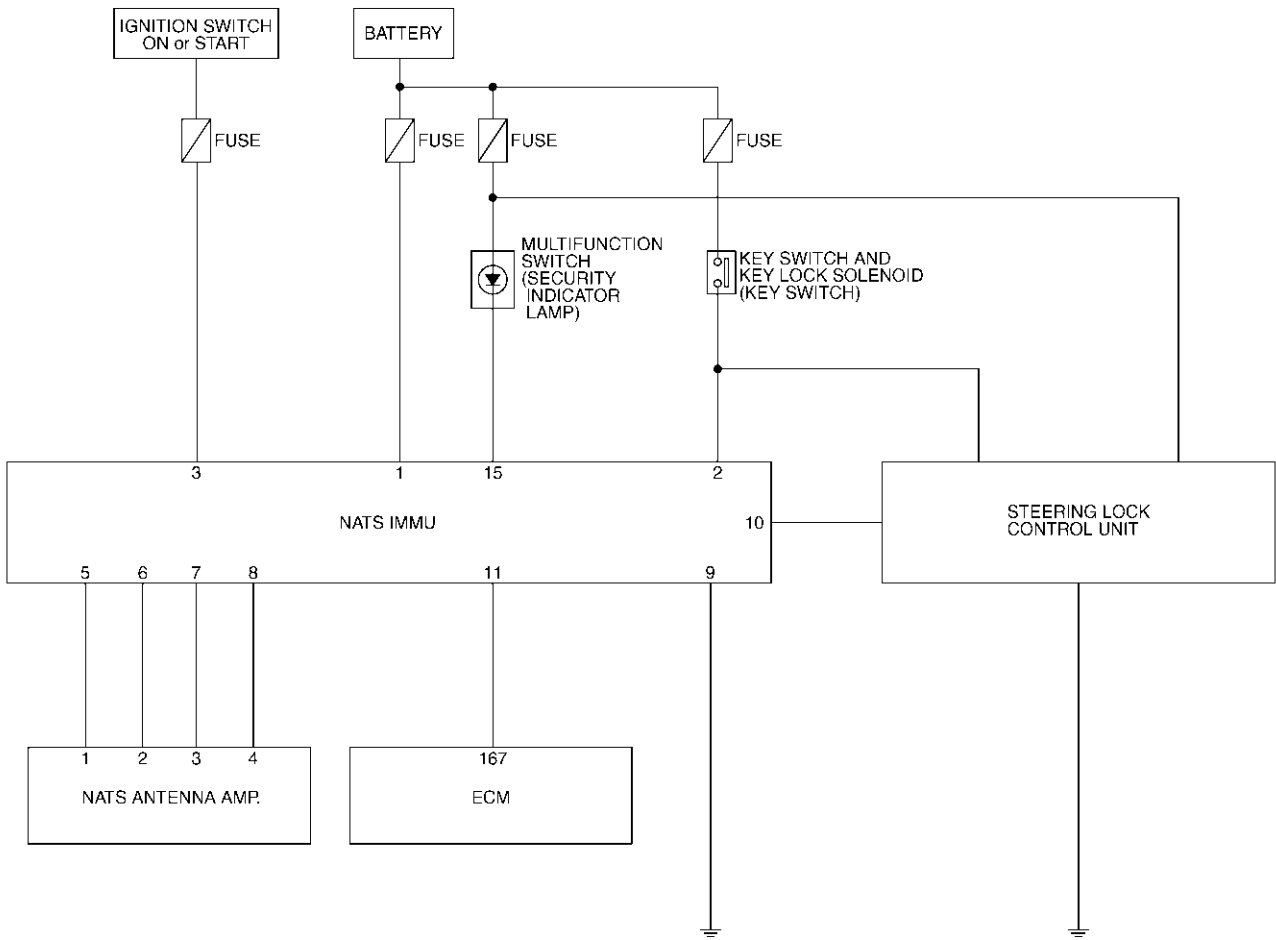 IGNITION SWITCH
ON or START
BATTERY
FUSE
FUSE
FUSE
FUSE
MULTIFUNCTION
SWITCH
(SECURITY
INDICATOR
LAMP)
KEY SWITCH AND
KEY LOCK SOLENOID
(KEY SWITCH)
3
1
15
2
NATS IMMU
10
STEERING LOCK
CONTROL UNIT
5
6
7
8
11
9
1
2
3
4
167
NATS ANTENNA AMP.
ECM